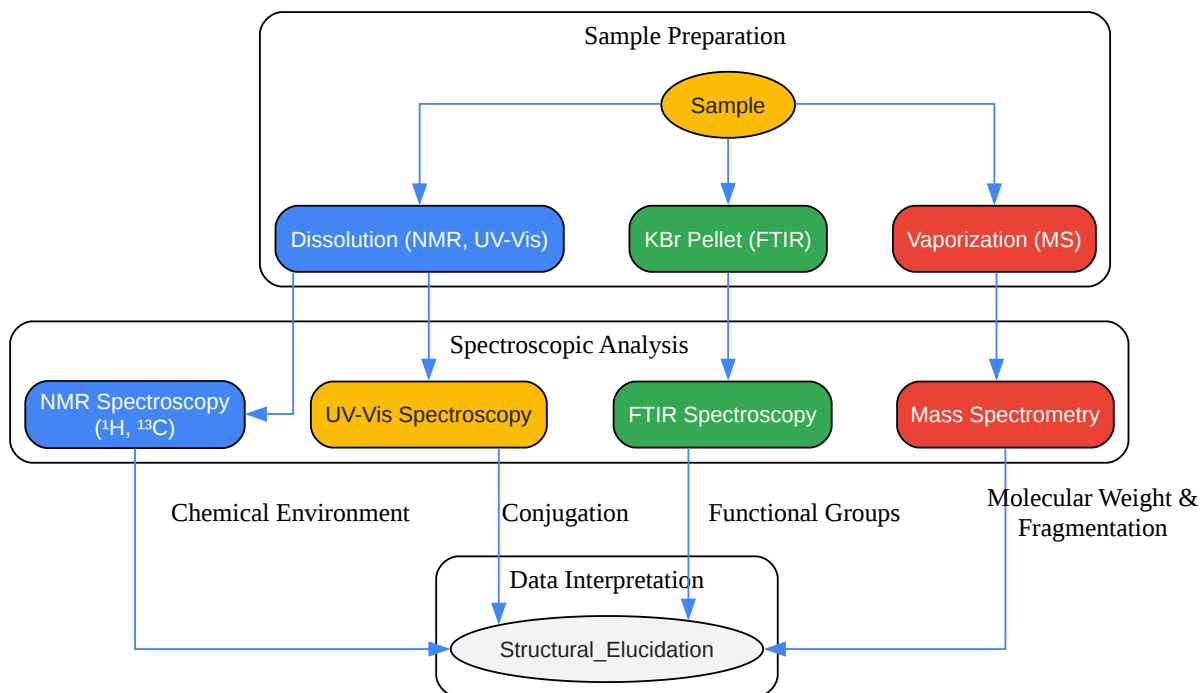 Sample Preparation
Sample
Dissolution (NMR, UV-Vis)
KBr Pellet (FTIR)
Vaporization (MS)
Spectroscopic Analysis
NMR Spectroscopy
(¹H, ¹³C)
UV-Vis Spectroscopy
FTIR Spectroscopy
Mass Spectrometry
Chemical Environment
Conjugation
Functional Groups
Molecular Weight &
Fragmentation
Data Interpretation
Structural_Elucidation